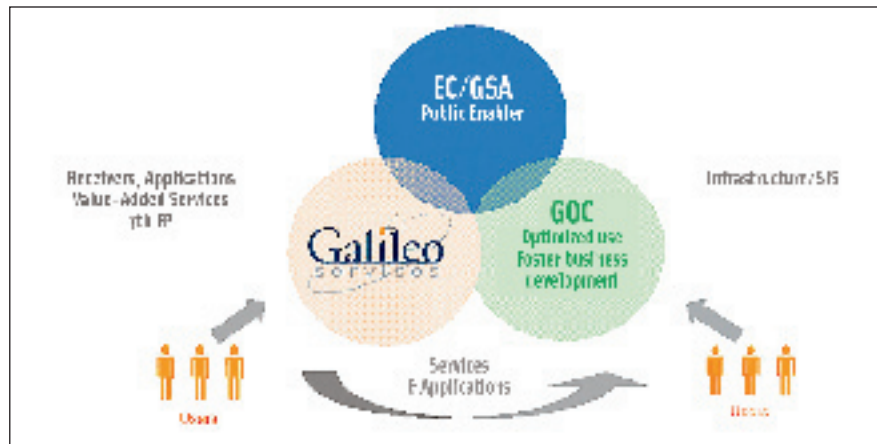 EC/GSA
Public Enabler
Receivers, Applications
Value-Added Services
7th FP
Infrastructure/SIS
Galileo
services
GOC
Optimized use
Foster business
development
Services
& Applications
Users
Users